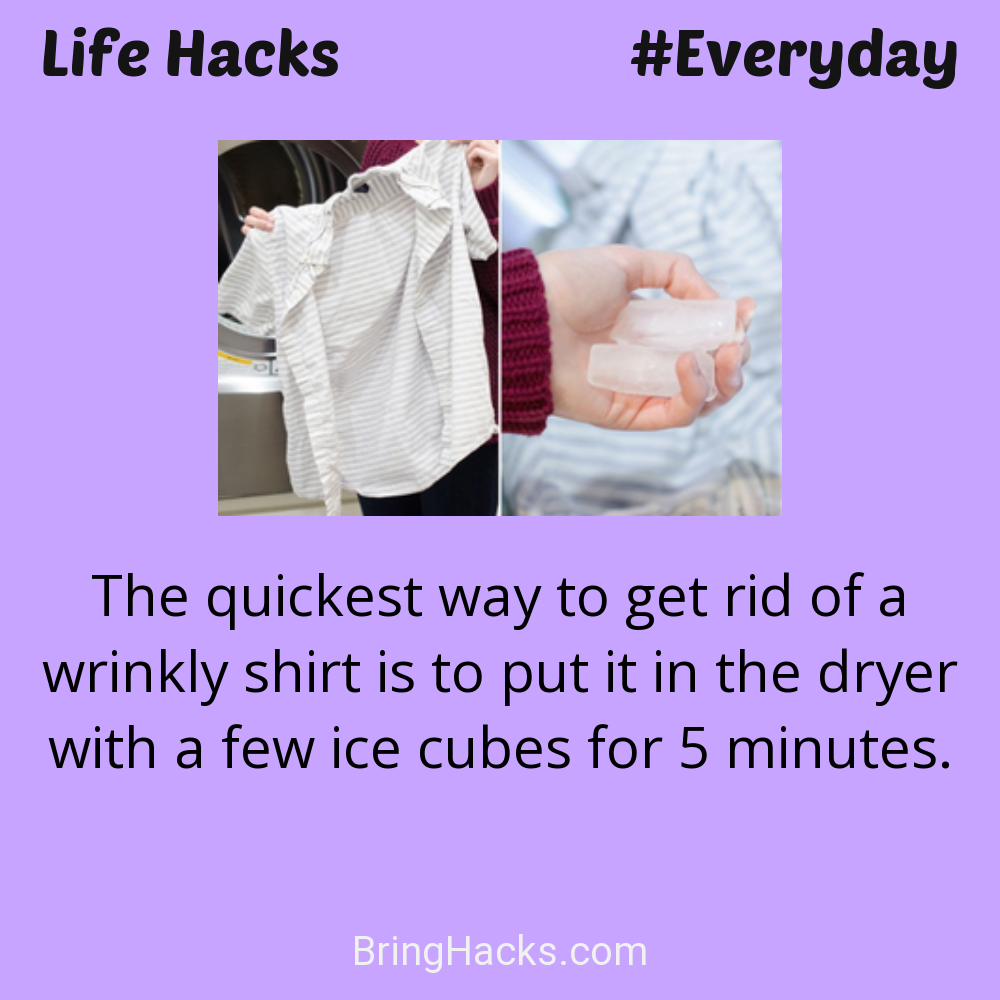 Life Hacks
#Everyday
The quickest way to get rid of a
wrinkly shirt is to put it in the dryer
with a few ice cubes for 5 minutes.
BringHacks.com